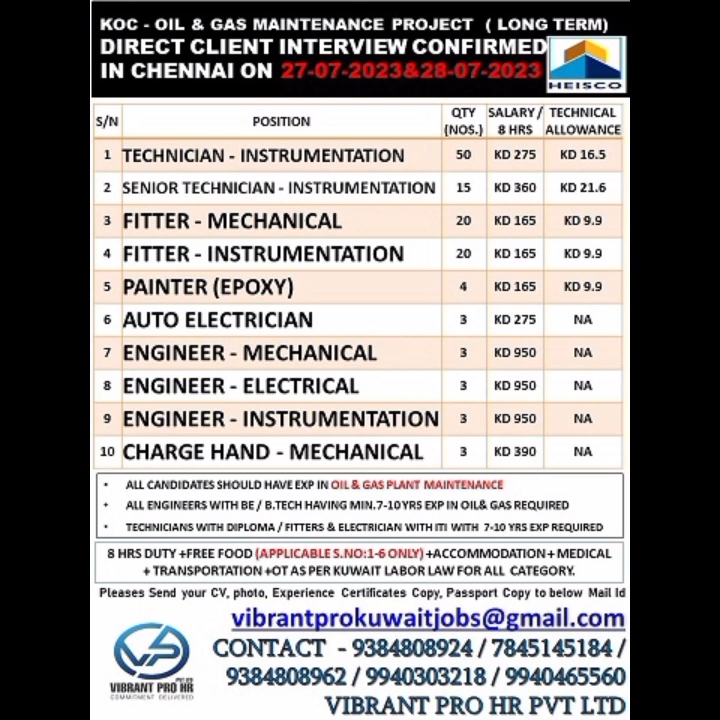 KOC - OIL & GAS MAINTENANCE PROJECT ( LONG TERM)
DIRECT CLIENT INTERVIEW CONFIRMED
IN CHENNAI ON 27-07-2023&28-07-2023
HEISCO
S/N POSITION QTY (NOS.) SALARY / 8 HRS TECHNICAL ALLOWANCE
1 TECHNICIAN - INSTRUMENTATION 50 KD 275 KD 16.5
2 SENIOR TECHNICIAN - INSTRUMENTATION 15 KD 360 KD 21.6
3 FITTER - MECHANICAL 20 KD 165 KD 9.9
4 FITTER - INSTRUMENTATION 20 KD 165 KD 9.9
5 PAINTER (EPOXY) 4 KD 165 KD 9.9
6 AUTO ELECTRICIAN 3 KD 275 NA
7 ENGINEER - MECHANICAL 3 KD 950 NA
8 ENGINEER - ELECTRICAL 3 KD 950 NA
9 ENGINEER - INSTRUMENTATION 3 KD 950 NA
10 CHARGE HAND - MECHANICAL 3 KD 390 NA
• ALL CANDIDATES SHOULD HAVE EXP IN OIL & GAS PLANT MAINTENANCE
• ALL ENGINEERS WITH BE / B.TECH HAVING MIN.7-10 YRS EXP IN OIL& GAS REQUIRED
• TECHNICIANS WITH DIPLOMA / FITTERS & ELECTRICIAN WITH ITI WITH 7-10 YRS EXP REQUIRED
8 HRS DUTY +FREE FOOD (APPLICABLE S.NO:1-6 ONLY) +ACCOMMODATION + MEDICAL
+ TRANSPORTATION +OT AS PER KUWAIT LABOR LAW FOR ALL CATEGORY.
Pleases Send your CV, photo, Experience Certificates Copy, Passport Copy to below Mail Id
vibrantprokuwaitjobs@gmail.com
CONTACT - 9384808924 / 7845145184 /
9384808962 / 9940303218 / 9940465560
VIBRANT PRO HR PVT LTD
VIBRANT PRO HR PVT LTD
COMMITMENT DELIVERED